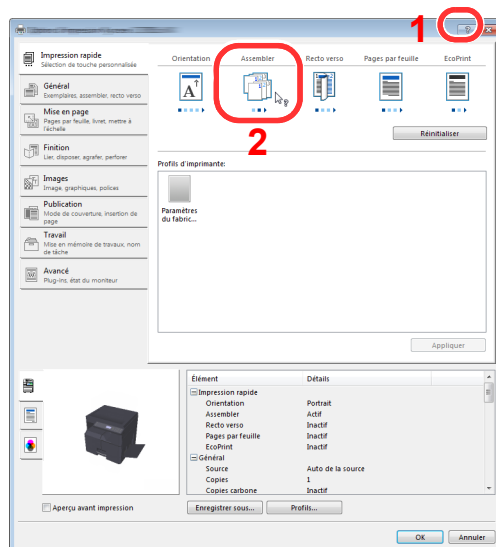 1
?
Impression rapide
Sélection de touche personnalisée
Général
Exemplaires, assembler, recto verso
Mise en page
Pages par feuille, livret, mettre à
l'échelle
Finition
Lier, disposer, agrafer, perforer
Images
Image, graphiques, polices
Publication
Mode de couverture, insertion de
page
Travail
Mise en mémoire de travaux, nom
de tâche
Avancé
Plug-ins, état du moniteur
Orientation Assembler Recto verso Pages par feuille EcoPrint
A
?
2
Réinitialiser
Profils d'imprimante:
Paramètres
du fabric...
Appliquer
Élément Détails
Impression rapide
Orientation Portrait
Assembler Actif
Recto verso Inactif
Pages par feuille Inactif
EcoPrint Inactif
Général
Source Auto de la source
Copies 1
Copies carbone Inactif
Aperçu avant impression
Enregistrer sous... Profils...
OK Annuler